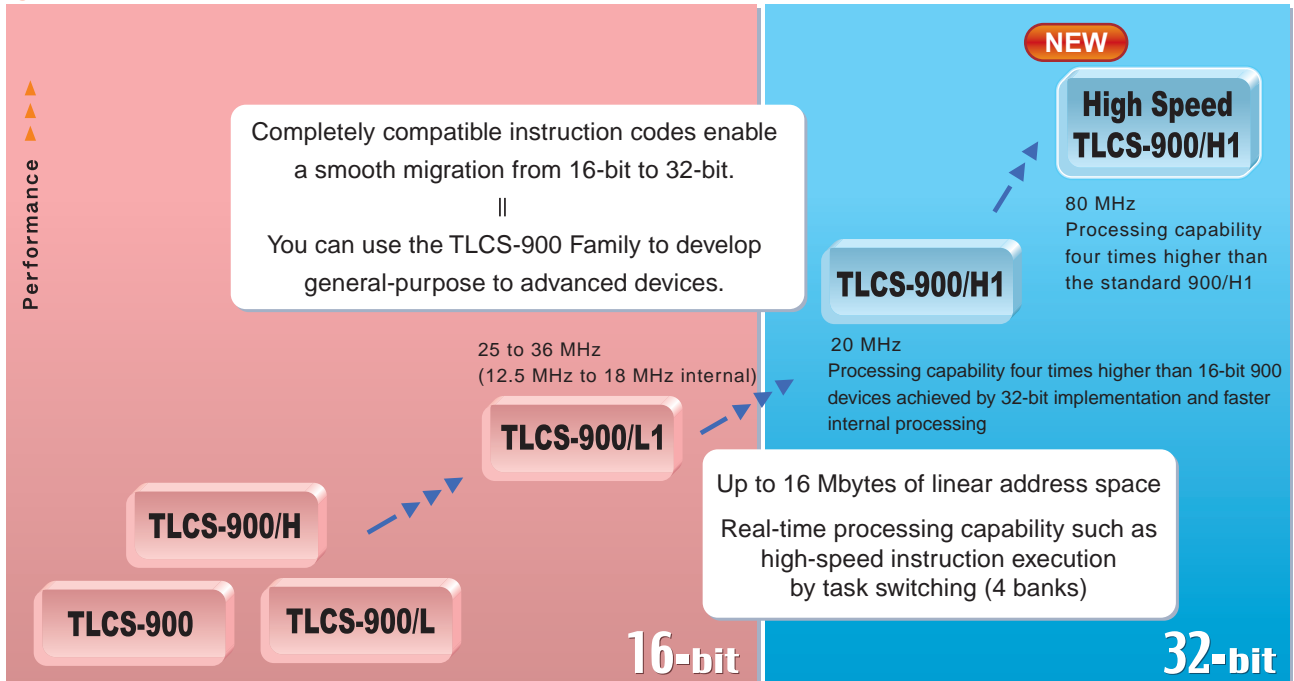 NEW
High Speed
TLCS-900/H1
80 MHz
Processing capability
four times higher than
the standard 900/H1
Performance
Completely compatible instruction codes enable
a smooth migration from 16-bit to 32-bit.
||
You can use the TLCS-900 Family to develop
general-purpose to advanced devices.
TLCS-900/H1
20 MHz
Processing capability four times higher than 16-bit 900
devices achieved by 32-bit implementation and faster
internal processing
25 to 36 MHz
(12.5 MHz to 18 MHz internal)
TLCS-900/L1
Up to 16 Mbytes of linear address space
Real-time processing capability such as
high-speed instruction execution
by task switching (4 banks)
TLCS-900/H
TLCS-900
TLCS-900/L
16-bit
32-bit